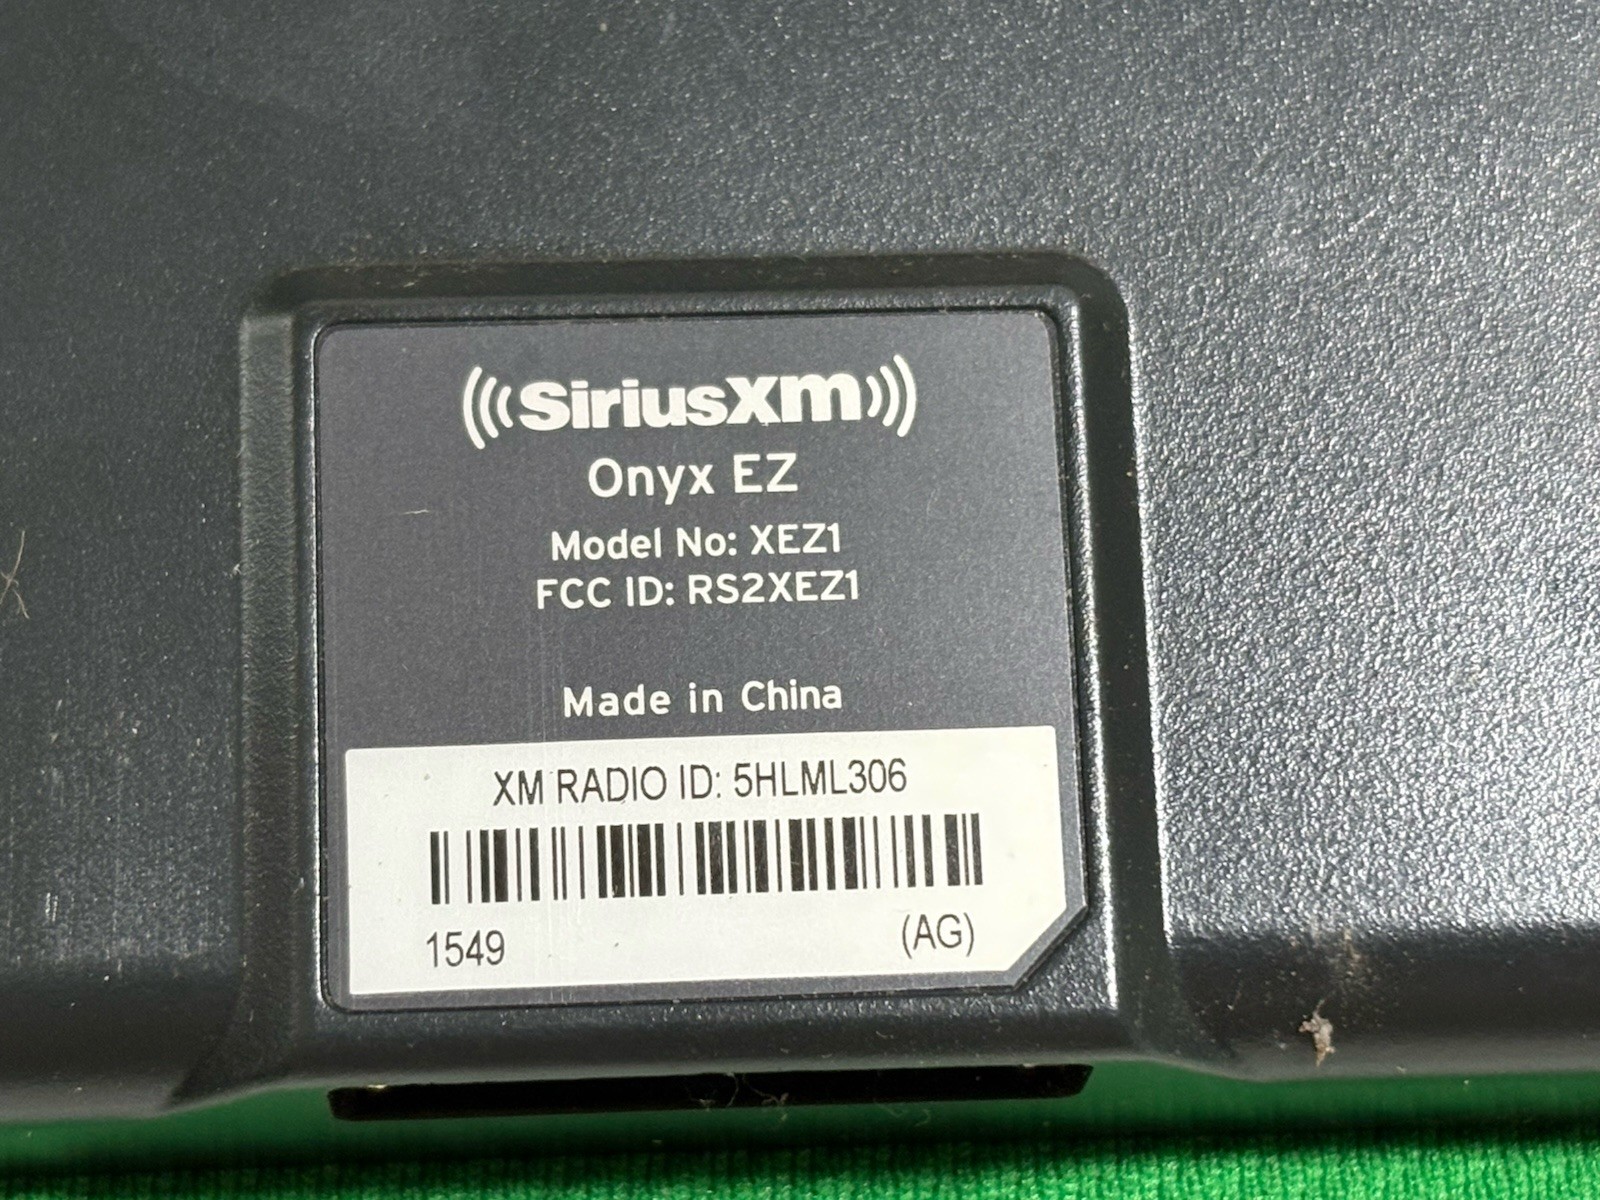 SiriusXm
Onyx EZ
Model No: XEZ1
FCC ID: RS2XEZ1
Made in China
XM RADIO ID: 5HLML306
1549 (AG)